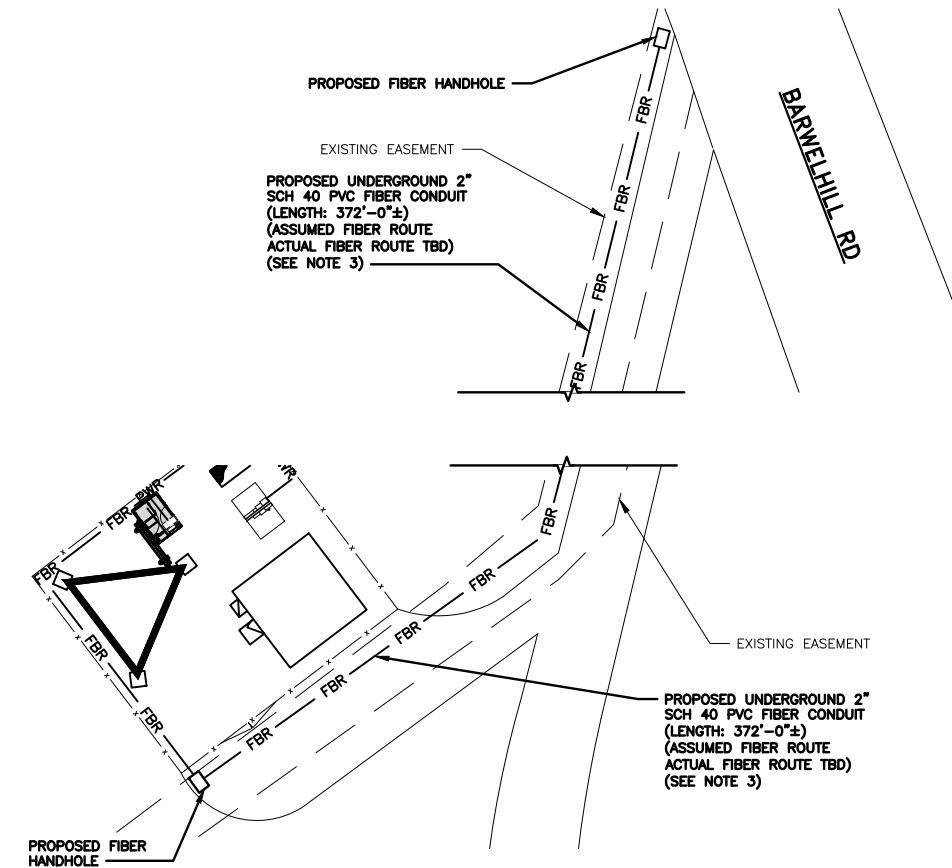 PROPOSED FIBER HANDHOLE
FBR
BARWELHILL RD
EXISTING EASEMENT
PROPOSED UNDERGROUND 2"
SCH 40 PVC FIBER CONDUIT
(LENGTH: 372'-0"±)
(ASSUMED FIBER ROUTE
ACTUAL FIBER ROUTE TBD)
(SEE NOTE 3)
FBR
FBR
FBR
PWR
FBR
FBR
FBR
FBR
FBR
FBR
FBR
FBR
FBR
EXISTING EASEMENT
PROPOSED UNDERGROUND 2"
SCH 40 PVC FIBER CONDUIT
(LENGTH: 372'-0"±)
(ASSUMED FIBER ROUTE
ACTUAL FIBER ROUTE TBD)
(SEE NOTE 3)
PROPOSED FIBER
HANDHOLE